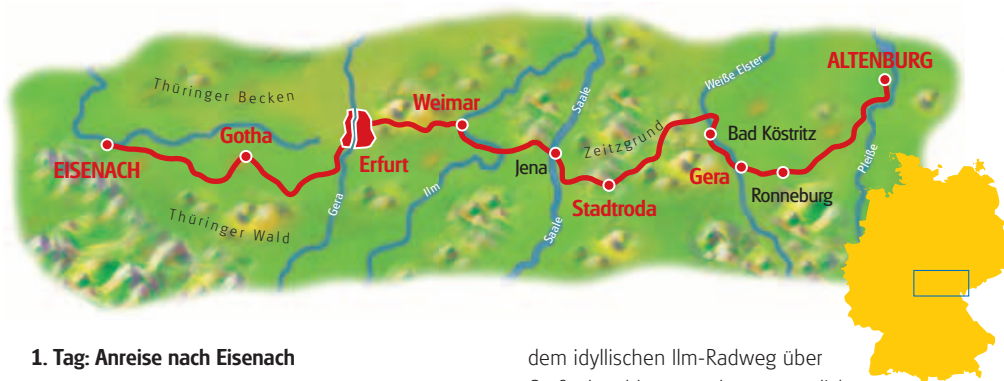 ALTENBURG
Weiße Elster
Thüringer Becken
Weimar
Saale
Gotha
Zeitzgrund
Bad Köstritz
EISENACH
Erfurt
Jena
Gera
Pleiße
Ilm
Gera
Stadtroda
Ronneburg
Thüringer Wald
Saale
1. Tag: Anreise nach Eisenach
dem idyllischen Ilm-Radweg über